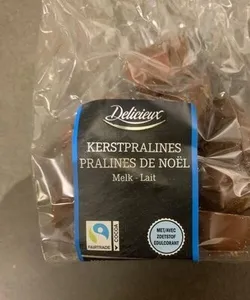 Delicieux
KERSTPRALINES
PRALINES DE NOËL
Melk - Lait
FAIRTRADE
COCOA
MET/AVEC
ZOETSTOF
EDULCORANT